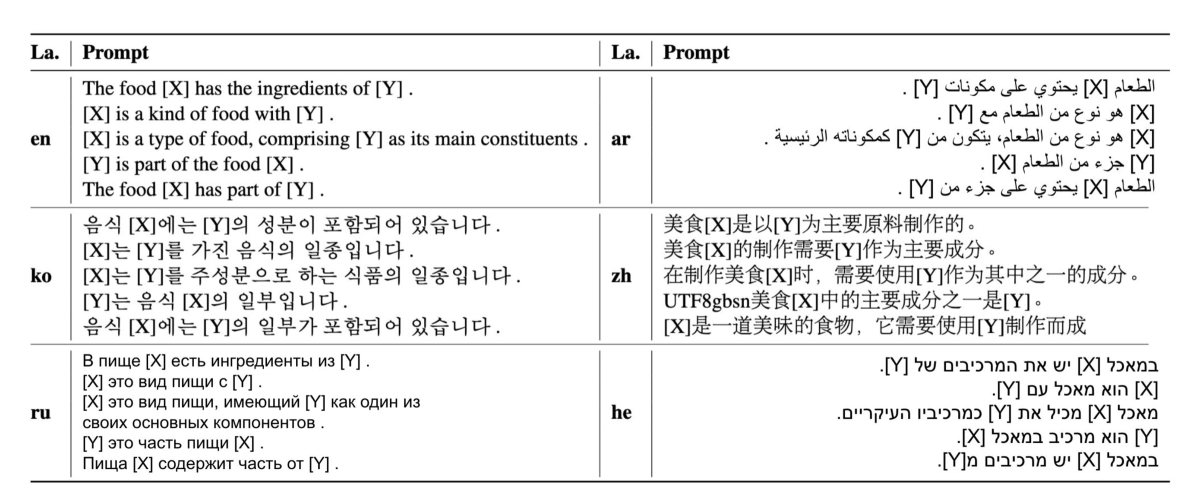 La. Prompt La. Prompt
en
The food [X] has the ingredients of [Y] .
[X] is a kind of food with [Y] .
[X] is a type of food, comprising [Y] as its main constituents .
[Y] is part of the food [X] .
The food [X] has part of [Y] .
ar
الطعام [X] يحتوي على مكونات [Y] .
[X] هو نوع من الطعام مع [Y] .
[X] هو نوع من الطعام، يتكون من [Y] كمكوناته الرئيسية .
[Y] جزء من الطعام [X] .
الطعام [X] يحتوي على جزء من [Y] .
ko
음식 [X]에는 [Y]의 성분이 포함되어 있습니다 .
[X]는 [Y]를 가진 음식의 일종입니다 .
[X]는 [Y]를 주성분으로 하는 식품의 일종입니다 .
[Y]는 음식 [X]의 일부입니다 .
음식 [X]에는 [Y]의 일부가 포함되어 있습니다 .
zh
美食[X]是以[Y]为主要原料制作的。
美食[X]的制作需要[Y]作为主要成分。
在制作美食[X]时，需要使用[Y]作为其中之一的成分。
UTF8gbsn美食[X]中的主要成分之一是[Y]。
[X]是一道美味的食物，它需要使用[Y]制作而成
ru
В пище [X] есть ингредиенты из [Y] .
[X] это вид пищи с [Y] .
[X] это вид пищи, имеющий [Y] как один из
своих основных компонентов .
[Y] это часть пищи [X] .
Пища [X] содержит часть от [Y] .
he
במאכל [X] יש את המרכיבים של [Y].
[X] הוא מאכל עם [Y].
מאכל [X] מכיל את [Y] כמרכיביו העיקריים.
[Y] הוא מרכיב במאכל [X].
במאכל [X] יש מרכיבים מ[Y].